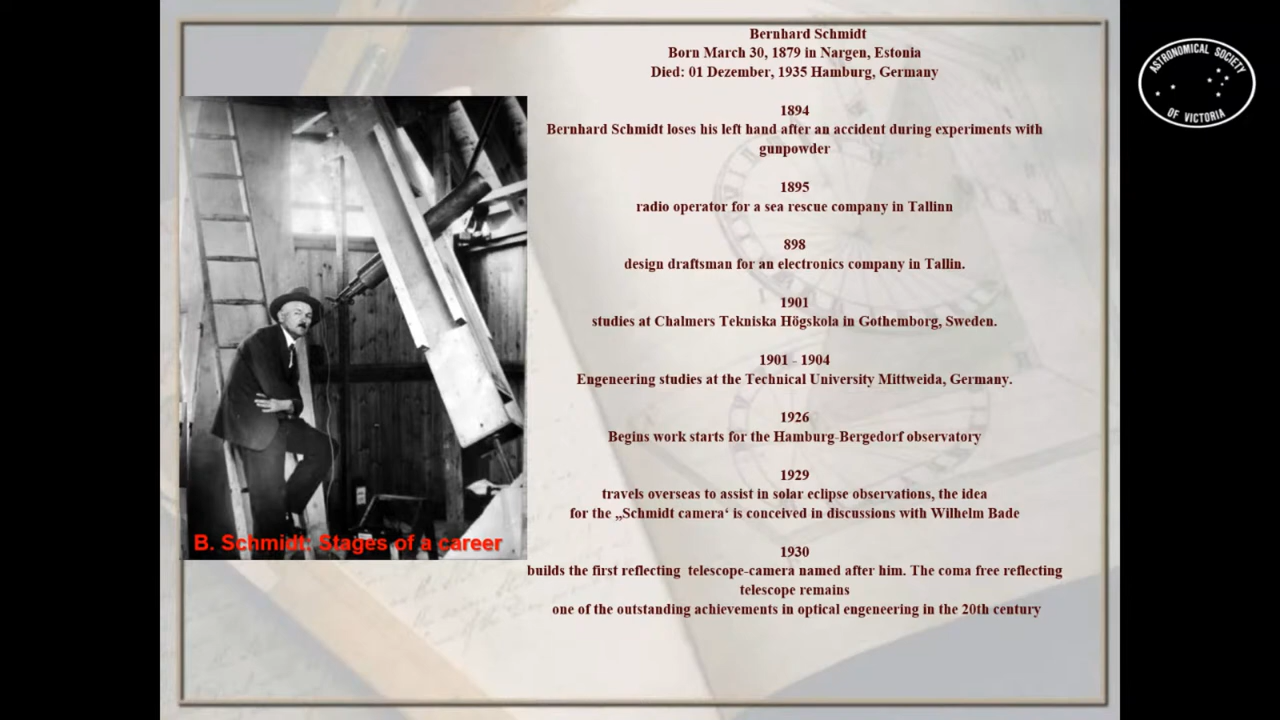 Bernhard Schmidt
Born March 30, 1879 in Nargen, Estonia
Died: 01 Dezember, 1935 Hamburg, Germany
1894
Bernhard Schmidt loses his left hand after an accident during experiments with
gunpowder
1895
radio operator for a sea rescue company in Tallinn
898
design draftsman for an electronics company in Tallin.
1901
studies at Chalmers Tekniska Högskola in Gothemborg, Sweden.
1901 - 1904
Engeneering studies at the Technical University Mittweida, Germany.
1926
Begins work starts for the Hamburg-Bergedorf observatory
1929
travels overseas to assist in solar eclipse observations, the idea
for the „Schmidt camera‘ is conceived in discussions with Wilhelm Bade
1930
builds the first reflecting telescope-camera named after him. The coma free reflecting
telescope remains
one of the outstanding achievements in optical engeneering in the 20th century
B. Schmidt: Stages of a career
ASTRONOMICAL SOCIETY
OF VICTORIA